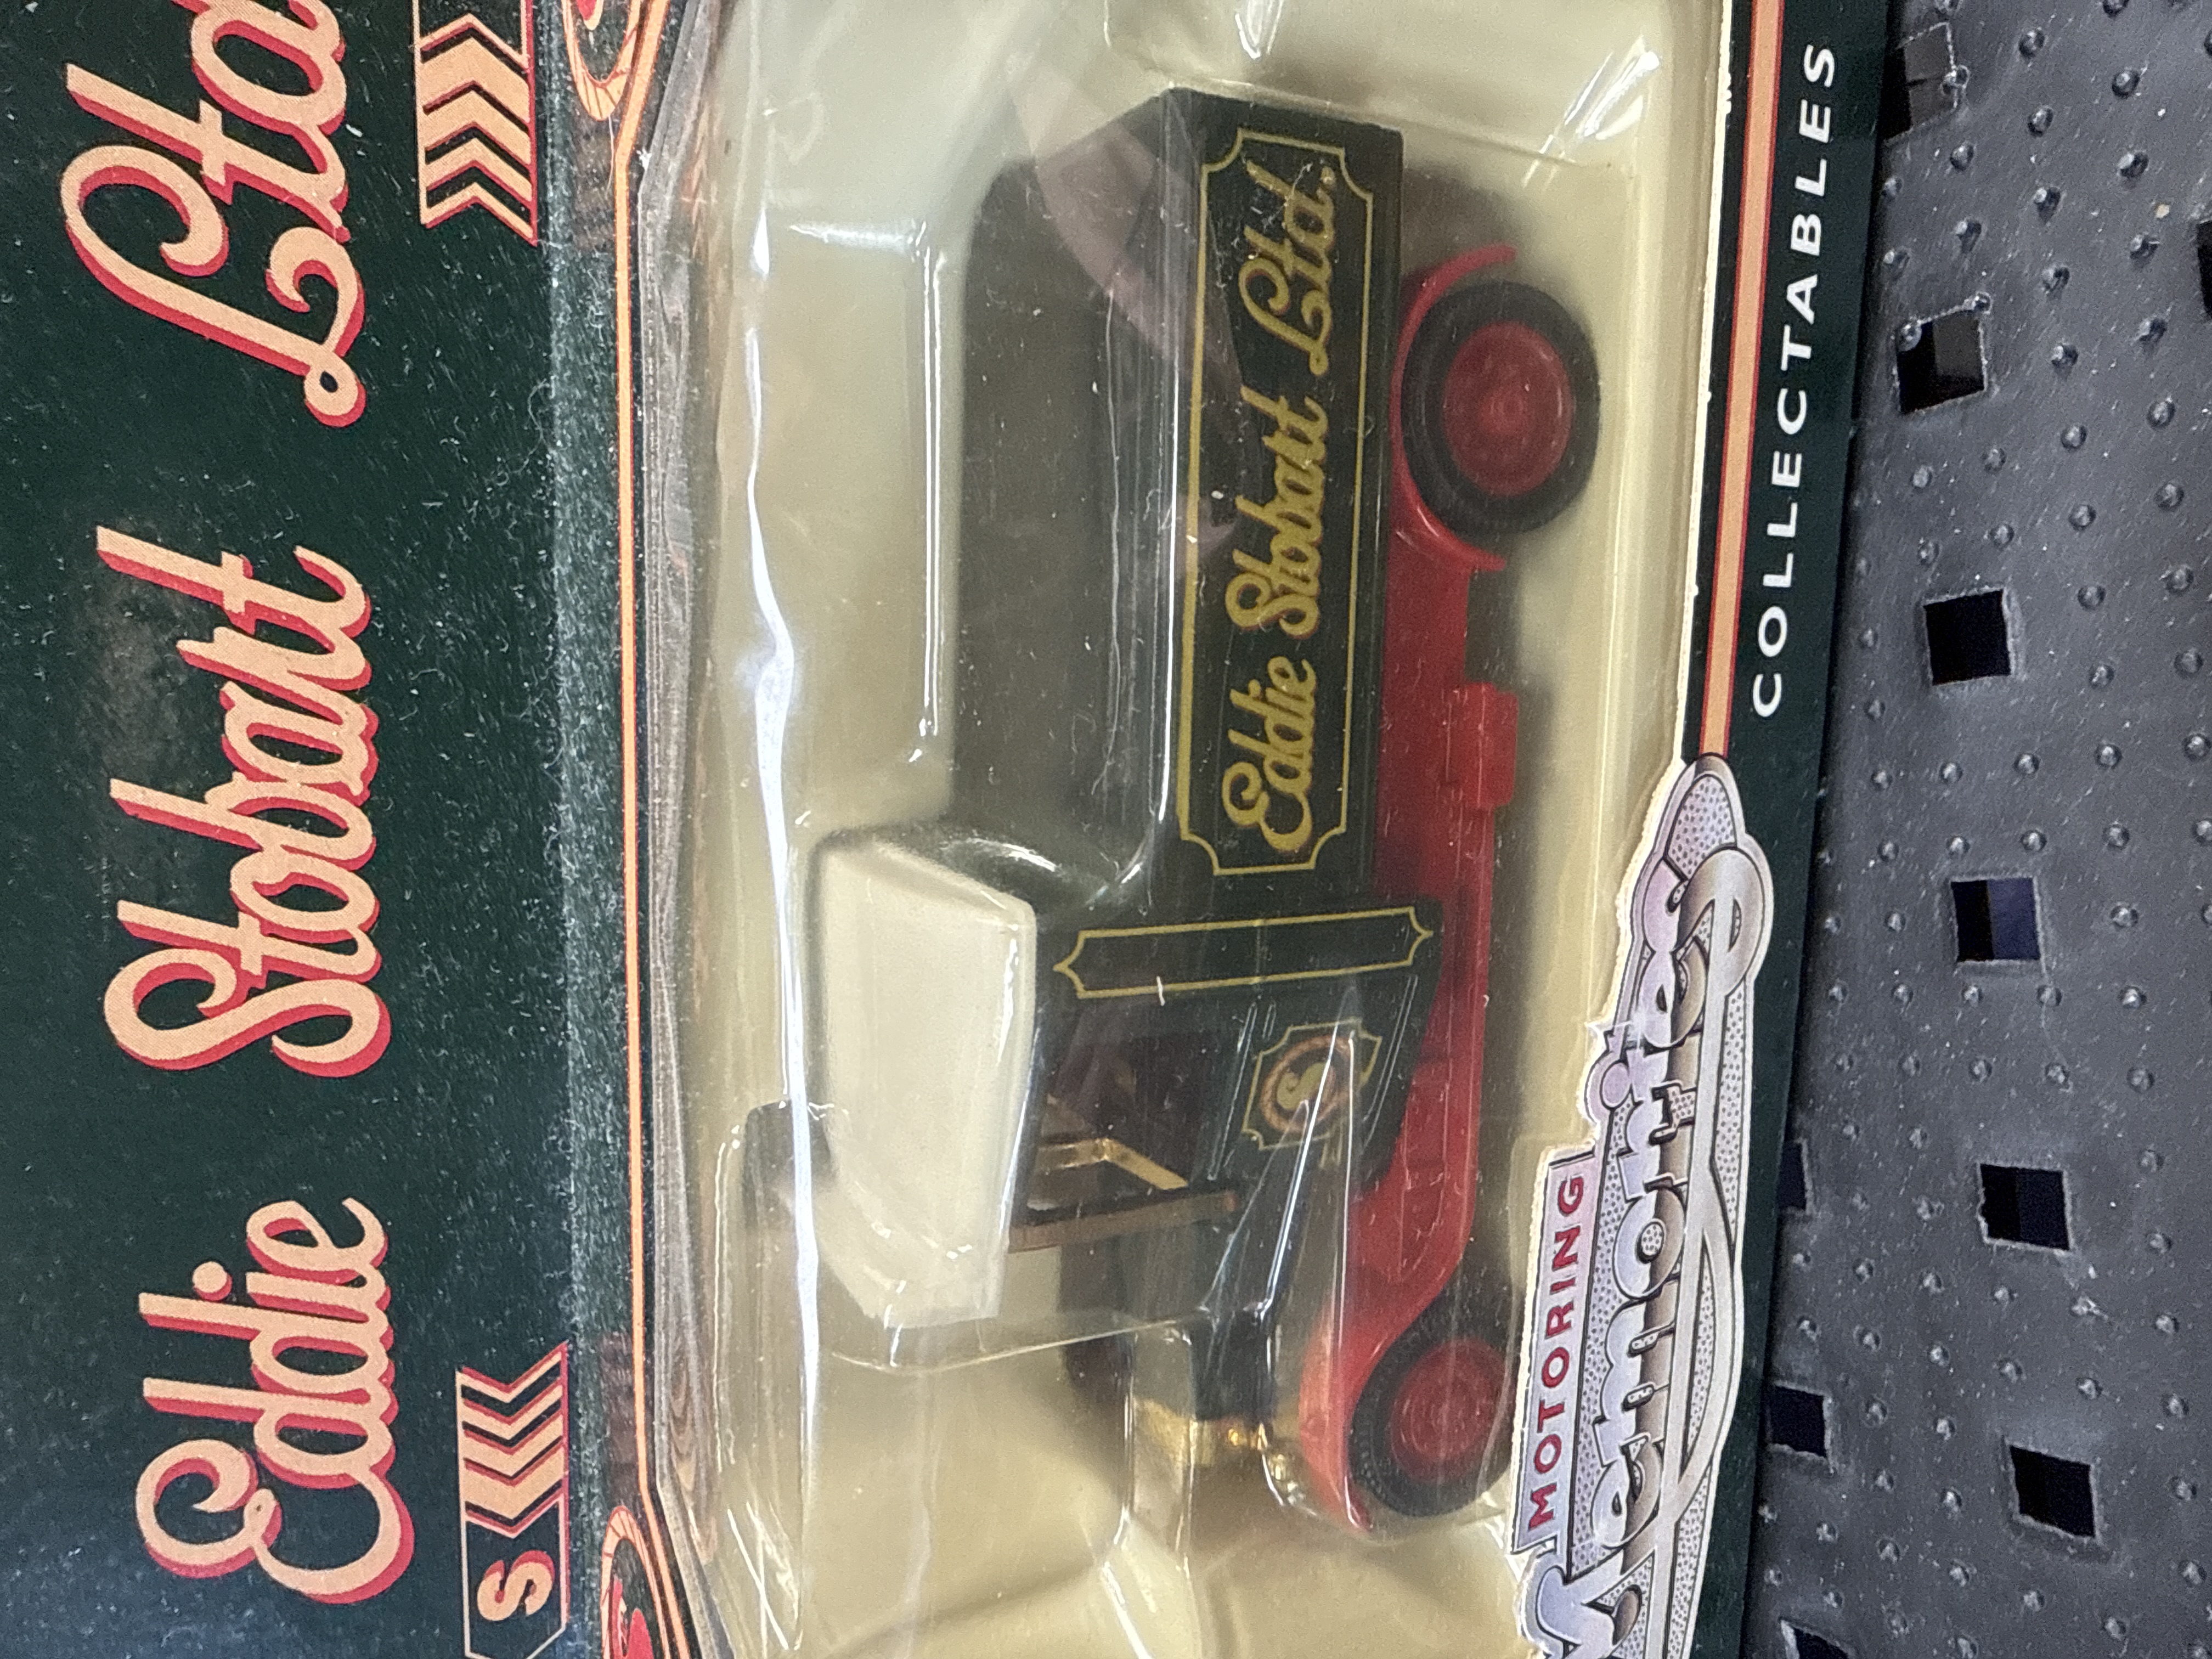 Eddie Stobart Ltd
S
Eddie Stobart Ltd.
S
MOTORING
Memories
COLLECTABLES